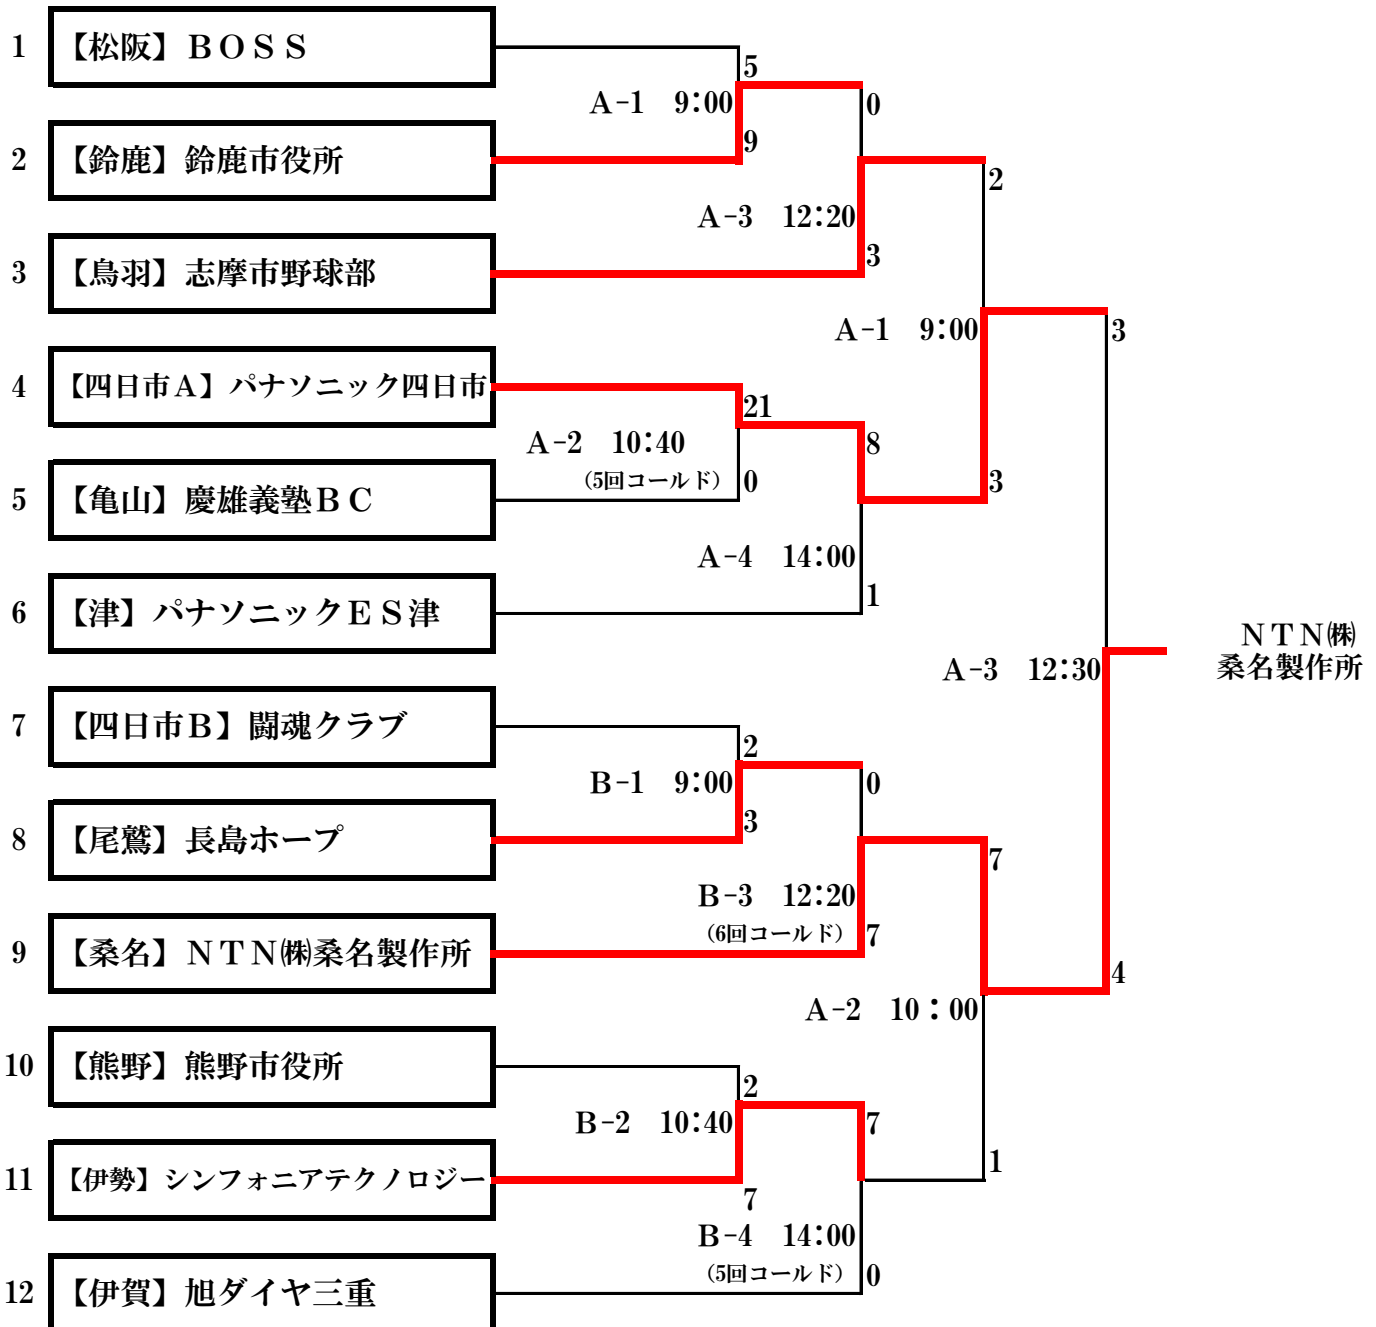 1 【松阪】ＢＯＳＳ
5
A-1 9:00
0
9
2 【鈴鹿】鈴鹿市役所
2
A-3 12:20
3
3 【鳥羽】志摩市野球部
A-1 9:00
3
4 【四日市Ａ】パナソニック四日市
21
A-2 10:40
8
（5回コールド）
0
3
5 【亀山】慶雄義塾ＢＣ
A-4 14:00
1
6 【津】パナソニックＥＳ津
ＮＴＮ㈱
桑名製作所
A-3 12:30
7 【四日市Ｂ】闘魂クラブ
2
B-1 9:00
0
3
8 【尾鷲】長島ホープ
7
B-3 12:20
（6回コールド）
7
9 【桑名】ＮＴＮ㈱桑名製作所
4
A-2 10：00
10 【熊野】熊野市役所
2
B-2 10:40
7
1
11 【伊勢】シンフォニアテクノロジー
7
B-4 14:00
（5回コールド）
0
12 【伊賀】旭ダイヤ三重